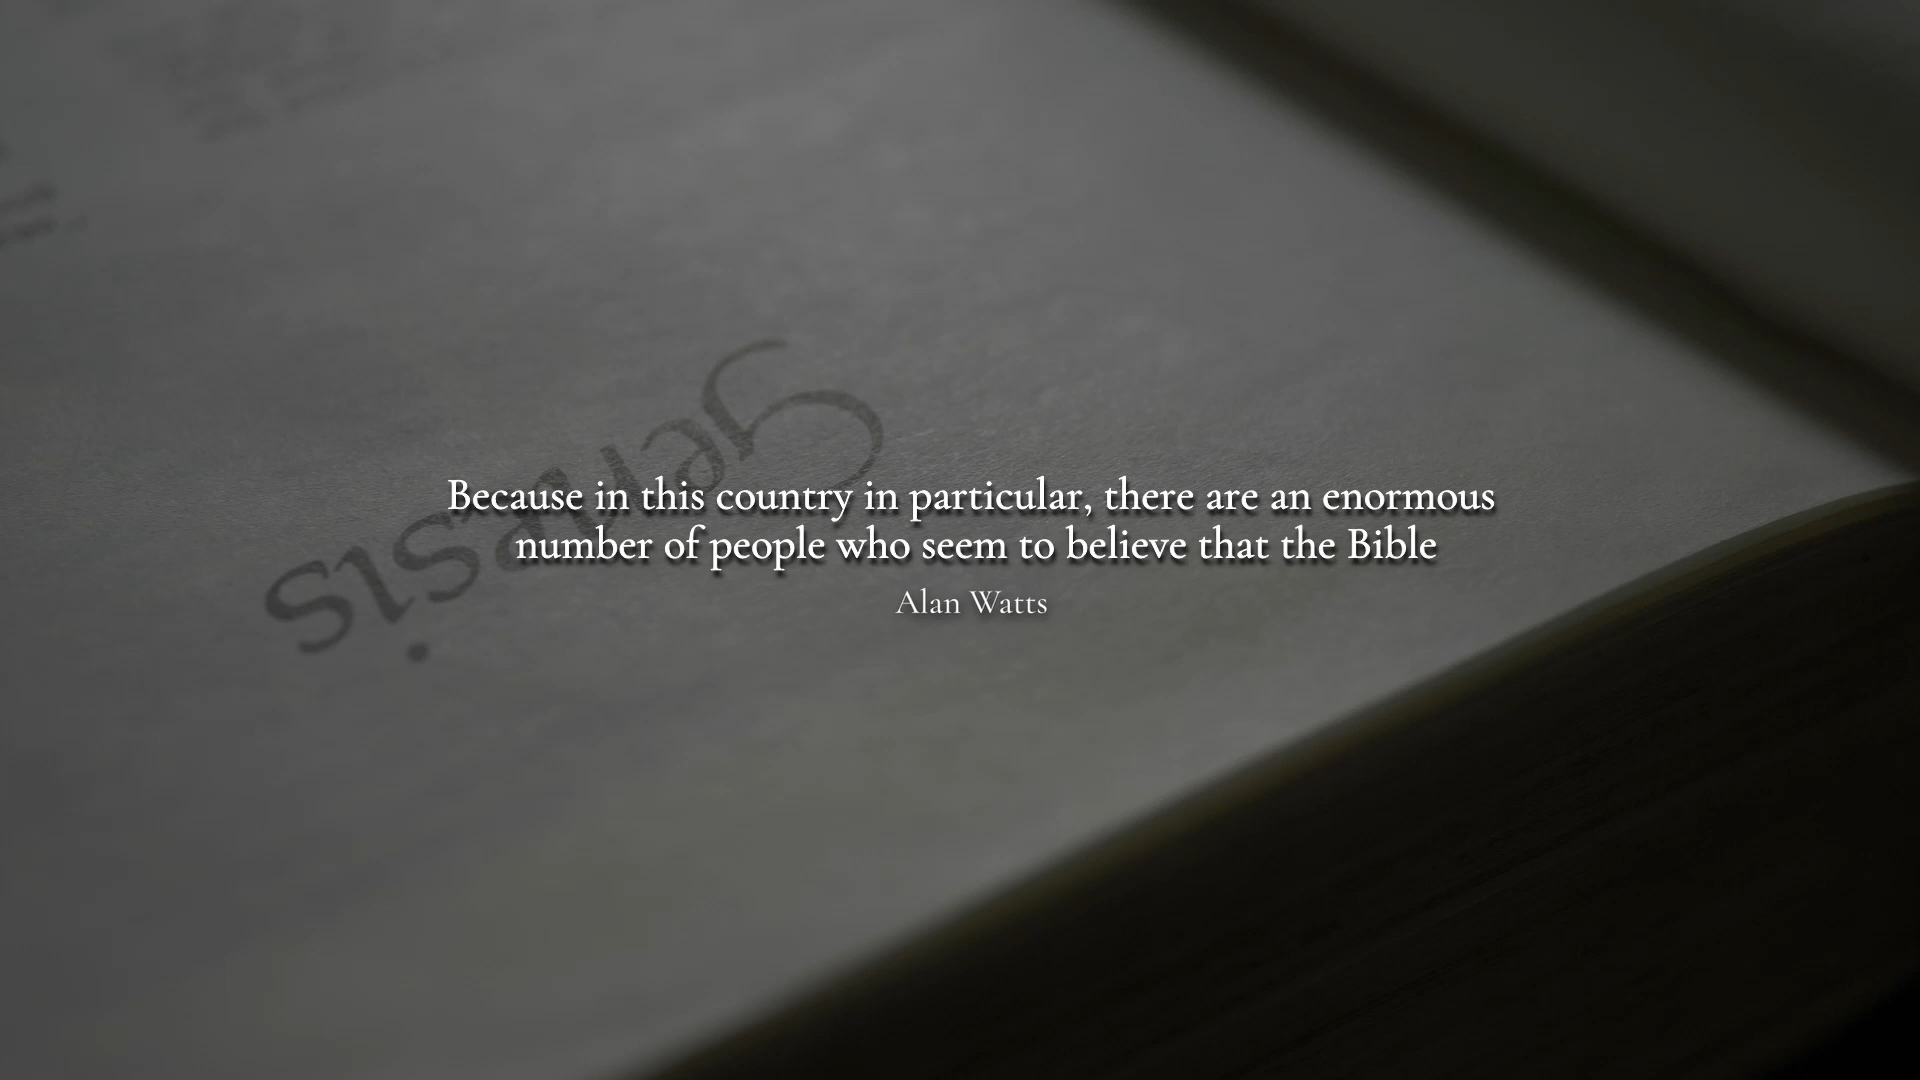 genesis
Because in this country in particular, there are an enormous
number of people who seem to believe that the Bible
Alan Watts